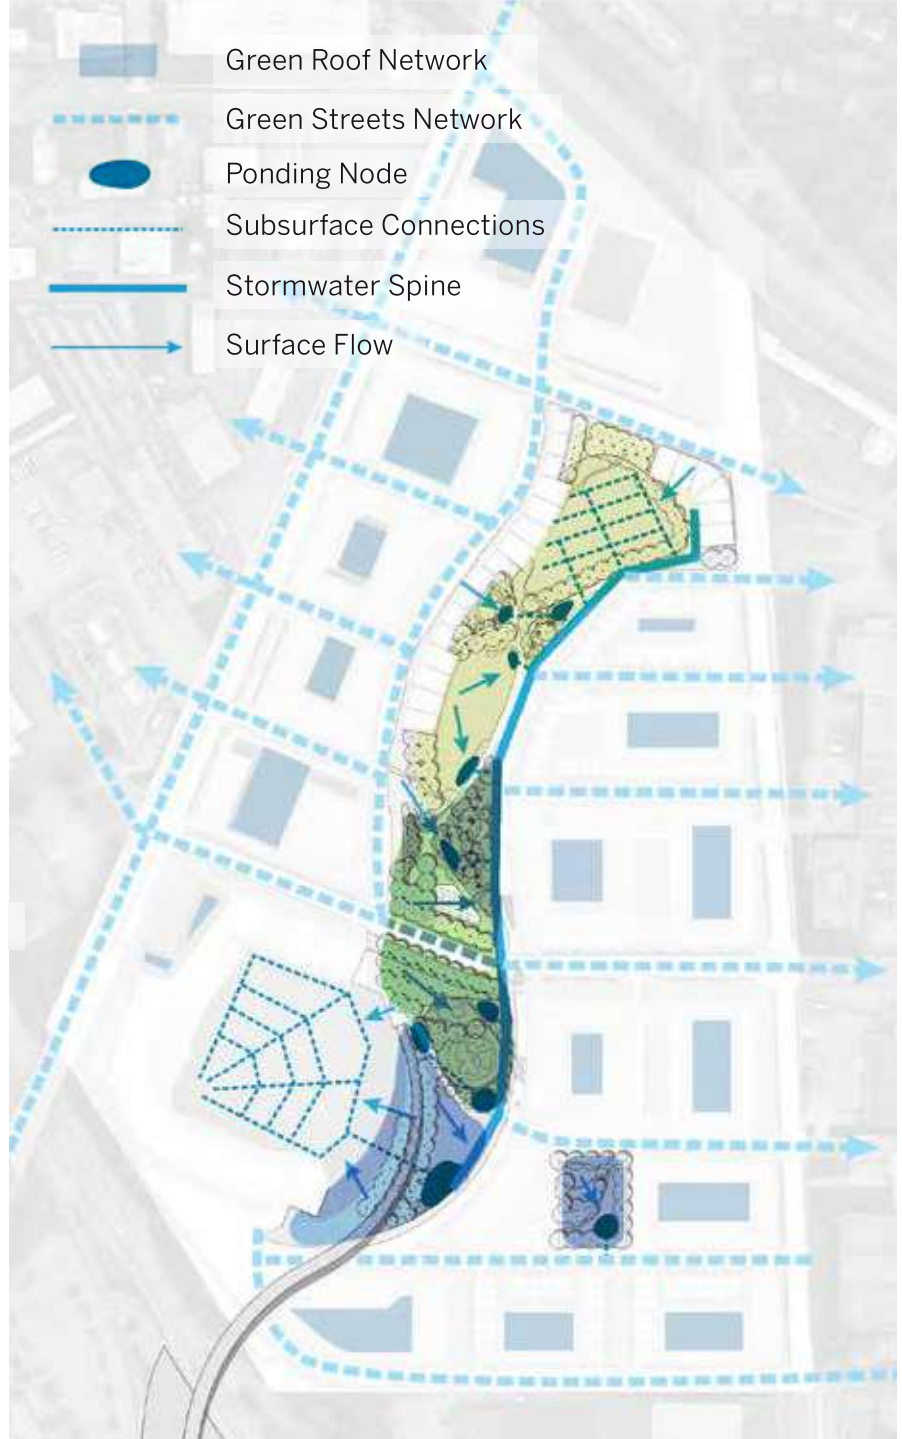 Green Roof Network
Green Streets Network
Ponding Node
Subsurface Connections
Stormwater Spine
Surface Flow